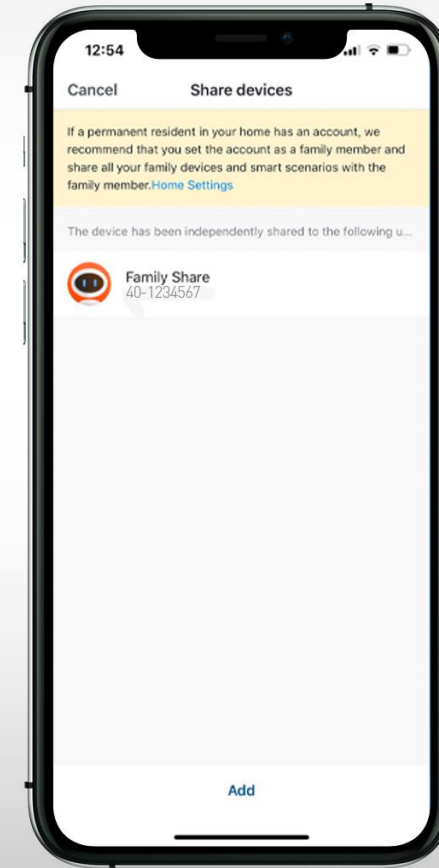 12:54
Cancel Share devices
If a permanent resident in your home has an account, we
recommend that you set the account as a family member and
share all your family devices and smart scenarios with the
family member.Home Settings
The device has been independently shared to the following u...
Family Share
40-1234567
Add